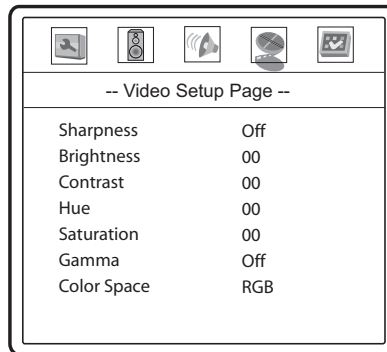 -- Video Setup Page --
Sharpness Off
Brightness 00
Contrast 00
Hue 00
Saturation 00
Gamma Off
Color Space RGB